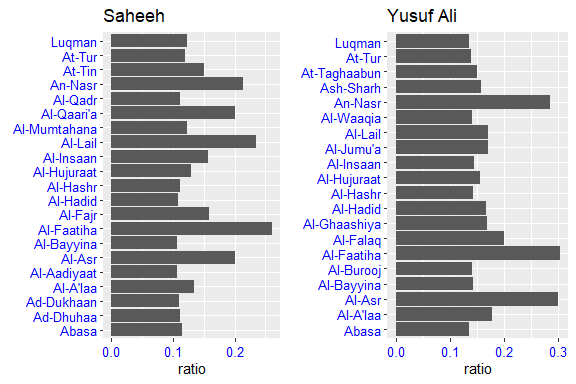 Saheeh
Luqman
At-Tur
At-Tin
An-Nasr
Al-Qadr
Al-Qaari'a
Al-Mumtahana
Al-Lail
Al-Insaan
Al-Hujuraat
Al-Hashr
Al-Hadid
Al-Fajr
Al-Faatiha
Al-Bayyina
Al-Asr
Al-Aadiyaat
Al-A'laa
Ad-Dukhaan
Ad-Dhuhaa
Abasa
0.0 0.1 0.2
ratio
Yusuf Ali
Luqman
At-Tur
At-Taghaabun
Ash-Sharh
An-Nasr
Al-Waaqia
Al-Lail
Al-Jumu'a
Al-Insaan
Al-Hujuraat
Al-Hashr
Al-Hadid
Al-Ghaashiya
Al-Falaq
Al-Faatiha
Al-Burooj
Al-Bayyina
Al-Asr
Al-A'laa
Abasa
0.0 0.1 0.2 0.3
ratio